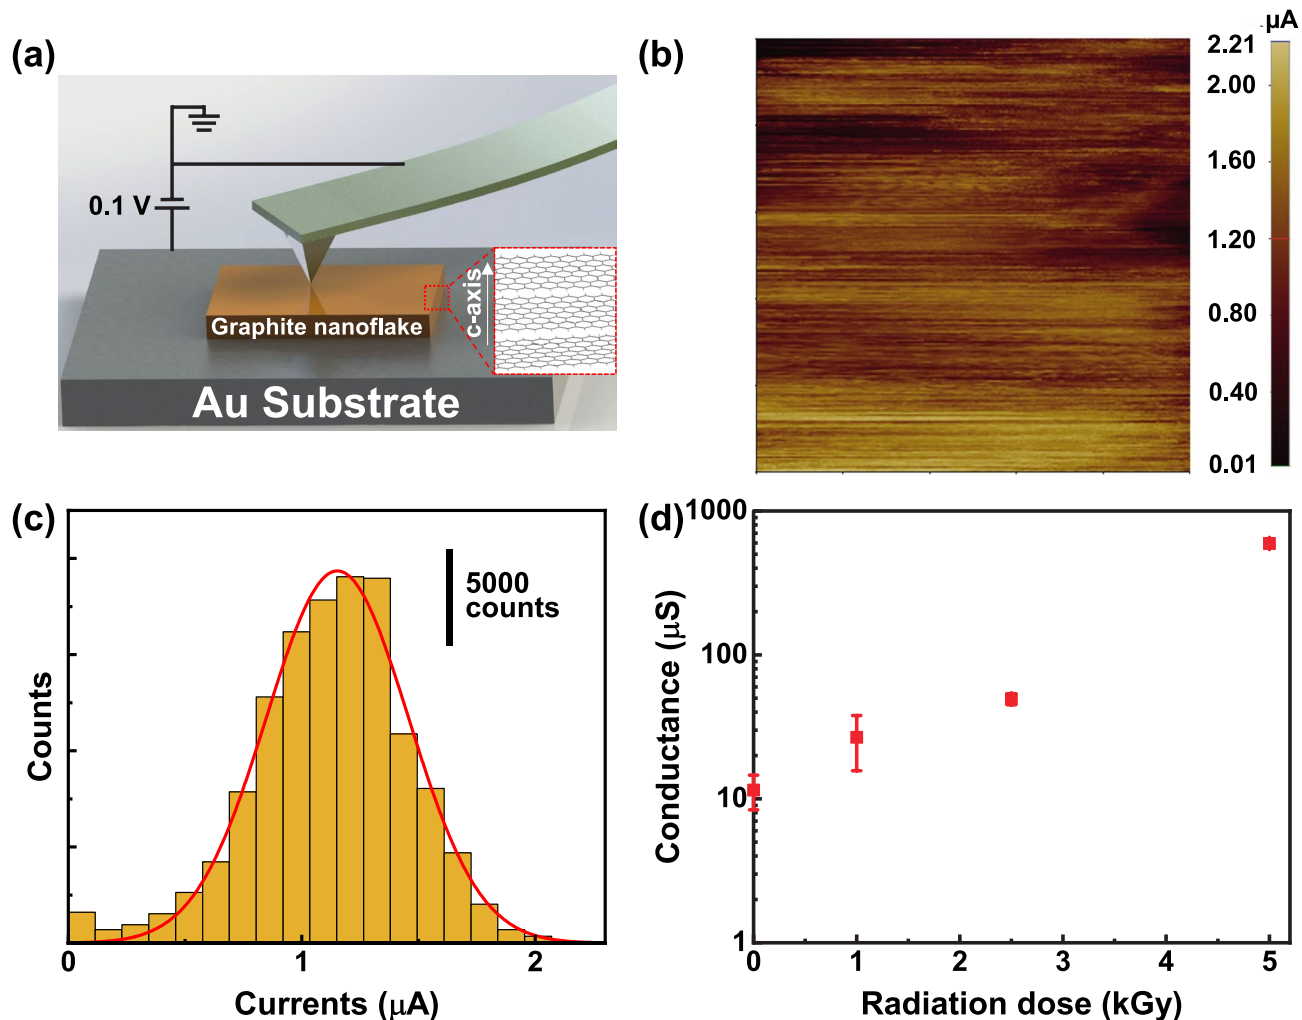 (a)
0.1 V
c-axis
Graphite nanoflake
Au Substrate
(b)
µA
2.21
2.00
1.60
1.20
0.80
0.40
0.01
(c)
5000
counts
Counts
0
1
2
Currents (µA)
(d)
1000
100
10
1
Conductance (µS)
0
1
2
3
4
5
Radiation dose (kGy)